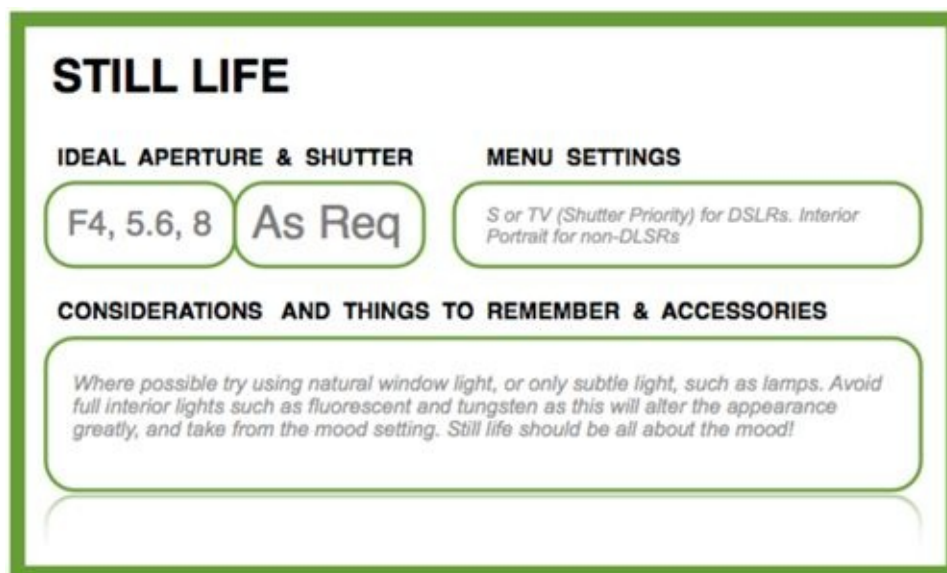 STILL LIFE
IDEAL APERTURE & SHUTTER
MENU SETTINGS
F4, 5.6, 8
As Req
S or TV (Shutter Priority) for DSLRs. Interior
Portrait for non-DLSRs
CONSIDERATIONS AND THINGS TO REMEMBER & ACCESSORIES
Where possible try using natural window light, or only subtle light, such as lamps. Avoid
full interior lights such as fluorescent and tungsten as this will alter the appearance
greatly, and take from the mood setting. Still life should be all about the mood!